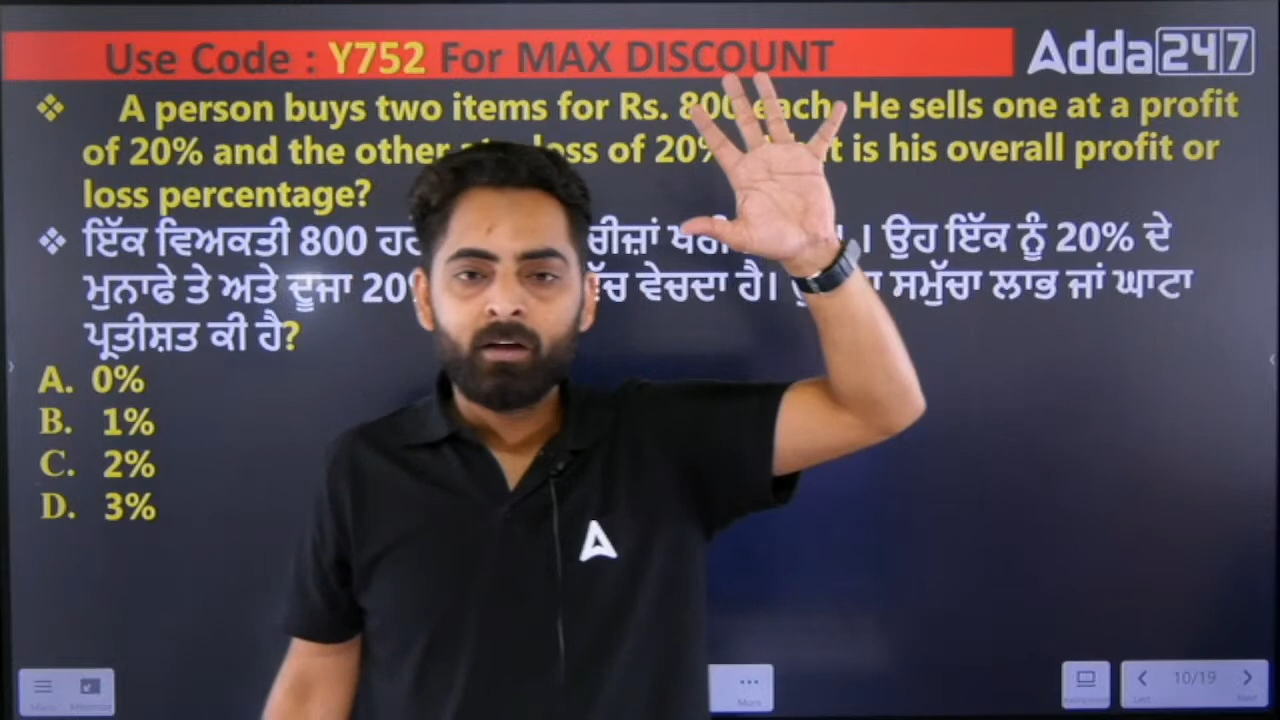 Use Code : Y752 For MAX DISCOUNT
Adda247
❖ A person buys two items for Rs. 800 each. He sells one at a profit
of 20% and the other loss of 20% is his overall profit or
loss percentage?
❖ ਇੱਕ ਵਿਅਕਤੀ 800 ਚੀਜ਼ਾਂ । ਉਹ ਇੱਕ ਨੂੰ 20% ਦੇ
ਮੁਨਾਫੇ ਤੇ ਅਤੇ ਦੂਜਾ 20 ਵੇਚਦਾ ਹੈ। ਸਮੁੱਚਾ ਲਾਭ ਜਾਂ ਘਾਟਾ
ਪ੍ਰਤੀਸ਼ਤ ਕੀ ਹੈ?
A. 0%
B. 1%
C. 2%
D. 3%
More
10/19